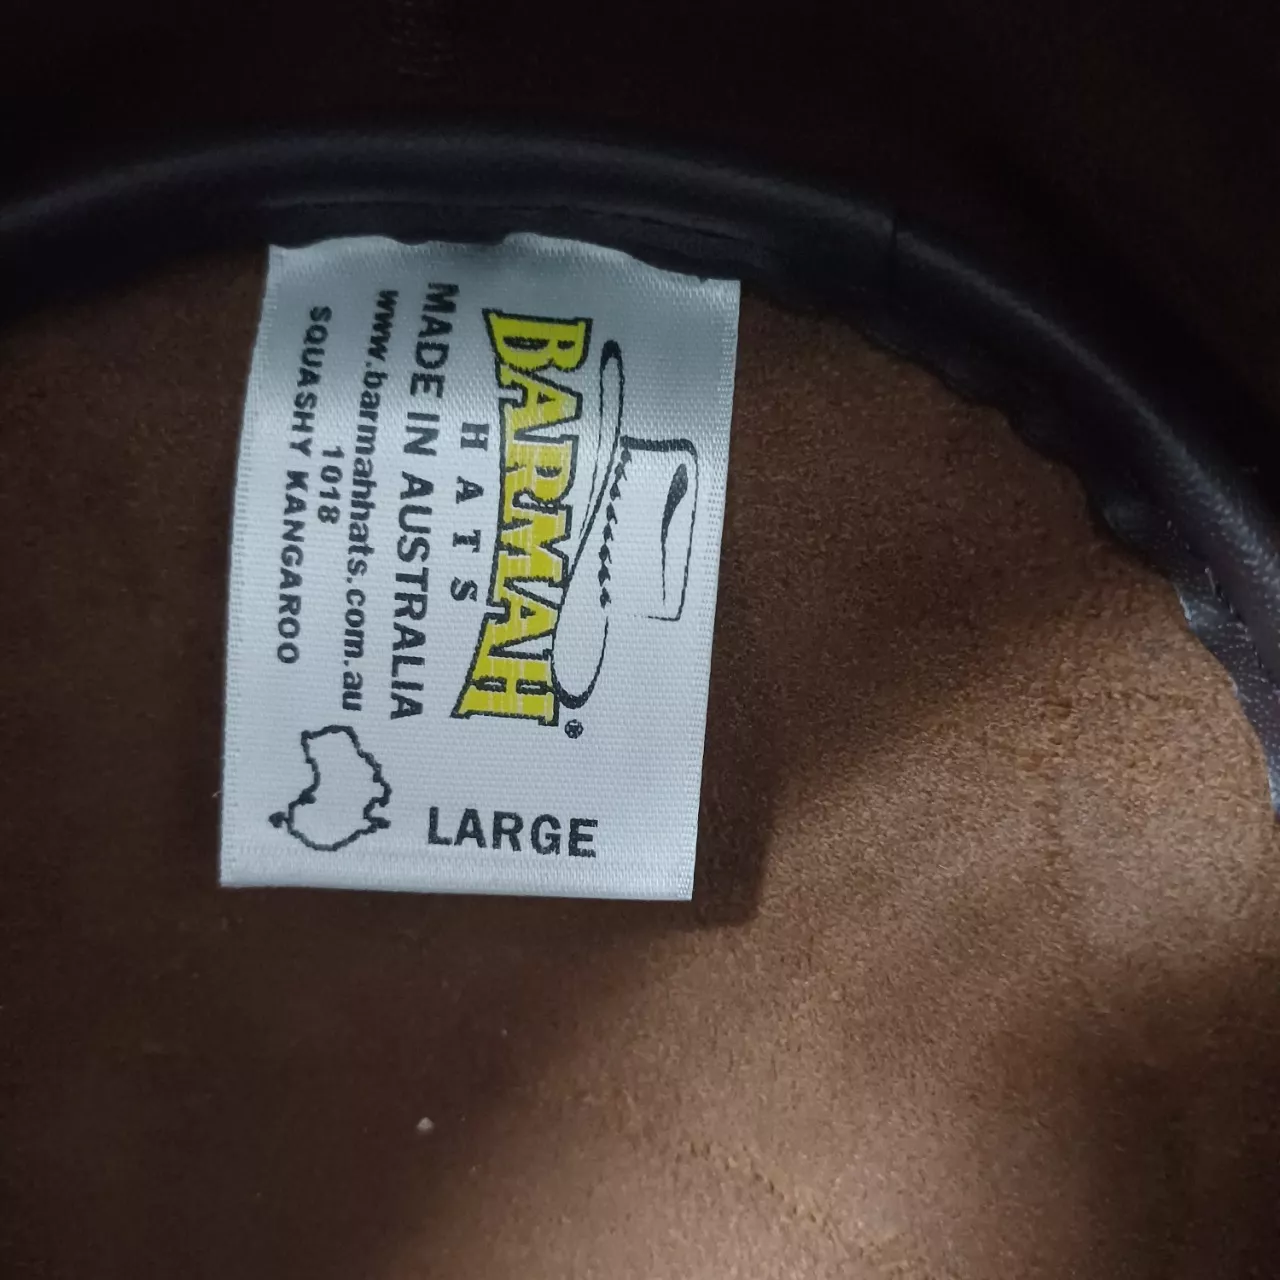 BARMAH®
HATS
MADE IN AUSTRALIA
www.barmahhats.com.au
1018
SQUASHY KANGAROO
LARGE